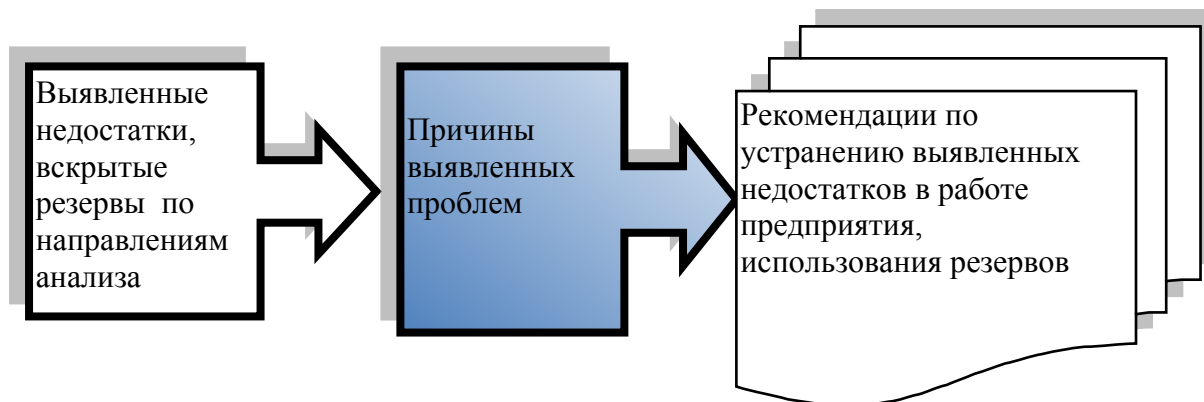 Выявленные
недостатки,
вскрытые
резервы по
направлениям
анализа
Причины
выявленных
проблем
Рекомендации по
устранению выявленных
недостатков в работе
предприятия,
использования резервов